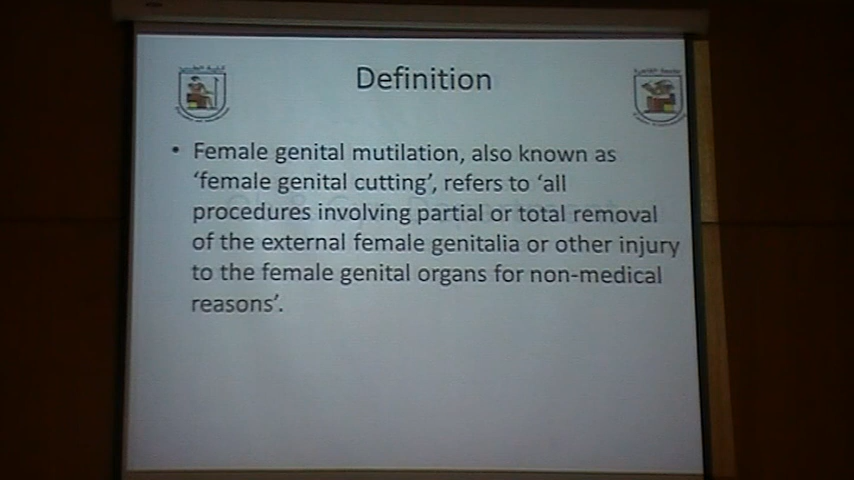 Definition
• Female genital mutilation, also known as
‘female genital cutting’, refers to ‘all
procedures involving partial or total removal
of the external female genitalia or other injury
to the female genital organs for non-medical
reasons’.